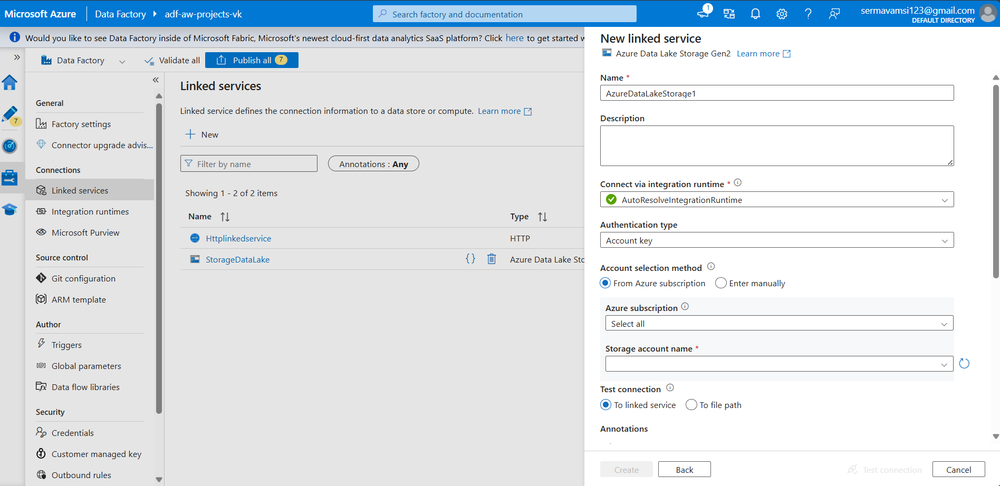 Microsoft Azure
Data Factory
adf-aw-projects-vk
Search factory and documentation
1
sermavamsi123@gmail.com
DEFAULT DIRECTORY
Would you like to see Data Factory inside of Microsoft Fabric, Microsoft's newest cloud-first data analytics SaaS platform? Click here to get started
Data Factory
Validate all
Publish all 7
7
General
Factory settings
Connector upgrade advis...
Connections
Linked services
Integration runtimes
Microsoft Purview
Source control
Git configuration
ARM template
Author
Triggers
Global parameters
Data flow libraries
Security
Credentials
Customer managed key
Outbound rules
Linked services
Linked service defines the connection information to a data store or compute. Learn more
New
Filter by name
Annotations : Any
Showing 1 - 2 of 2 items
Name Type
HTTP
Httplinkedservice HTTP
StorageDataLake {} Azure Data Lake Sto
New linked service
Azure Data Lake Storage Gen2 Learn more
Name *
AzureDataLakeStorage1
Description
Connect via integration runtime *
AutoResolveIntegrationRuntime
Authentication type
Account key
Account selection method
From Azure subscription Enter manually
Azure subscription
Select all
Storage account name *
Test connection
To linked service To file path
Annotations
Create Back Test connection Cancel